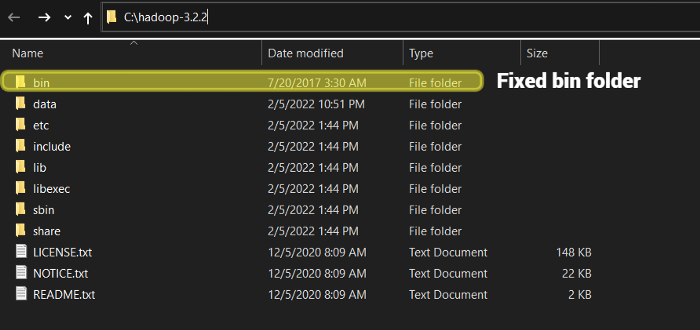 C:\hadoop-3.2.2
Name Date modified Type Size
bin 7/20/2017 3:30 AM File folder Fixed bin folder
data 2/5/2022 10:51 PM File folder
etc 2/5/2022 1:44 PM File folder
include 2/5/2022 1:44 PM File folder
lib 2/5/2022 1:44 PM File folder
libexec 2/5/2022 1:44 PM File folder
sbin 2/5/2022 1:44 PM File folder
share 2/5/2022 1:44 PM File folder
LICENSE.txt 12/5/2020 8:09 AM Text Document 148 KB
NOTICE.txt 12/5/2020 8:09 AM Text Document 22 KB
README.txt 12/5/2020 8:09 AM Text Document 2 KB